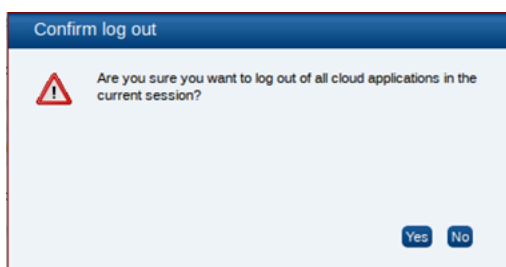 Confirm log out
Are you sure you want to log out of all cloud applications in the
current session?
Yes No